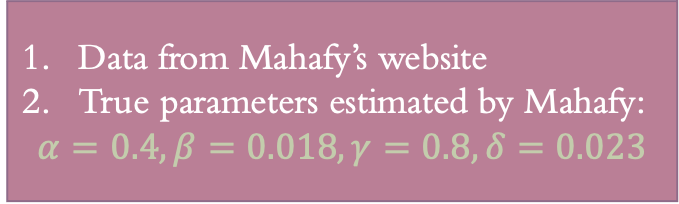 1. Data from Mahafy's website
2. True parameters estimated by Mahafy:
α = 0.4, β = 0.018, γ = 0.8, δ = 0.023